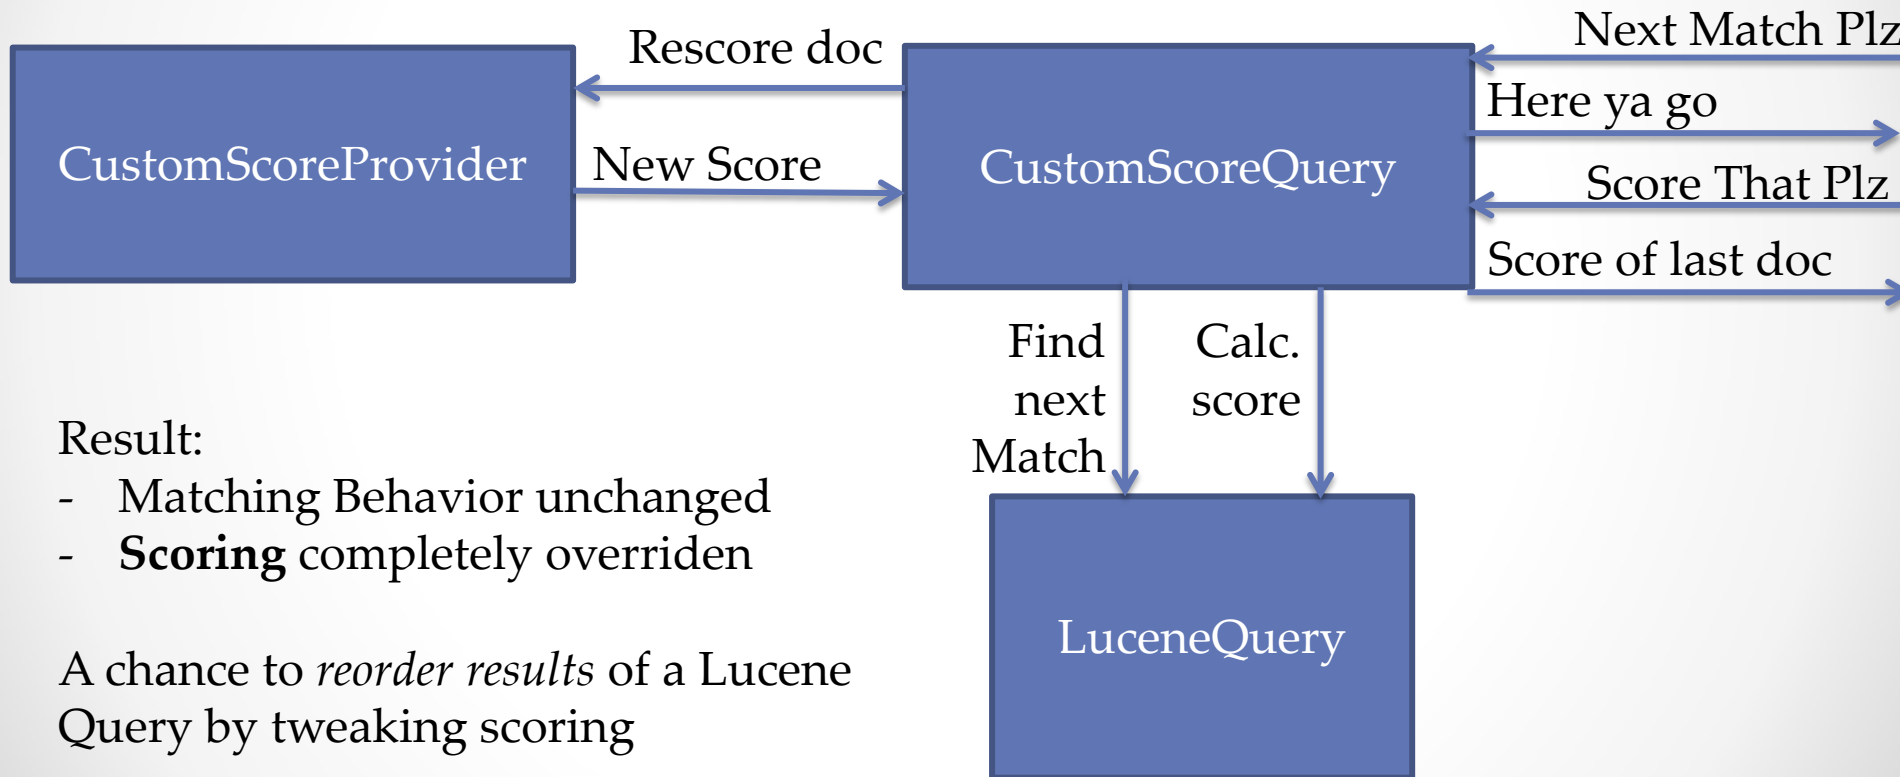 Next Match Plz
Rescore doc
Here ya go
CustomScoreProvider
New Score
CustomScoreQuery
Score That Plz
Score of last doc
Find
next
Match
Calc.
score
Result:
- Matching Behavior unchanged
- Scoring completely overriden
LuceneQuery
A chance to reorder results of a Lucene
Query by tweaking scoring